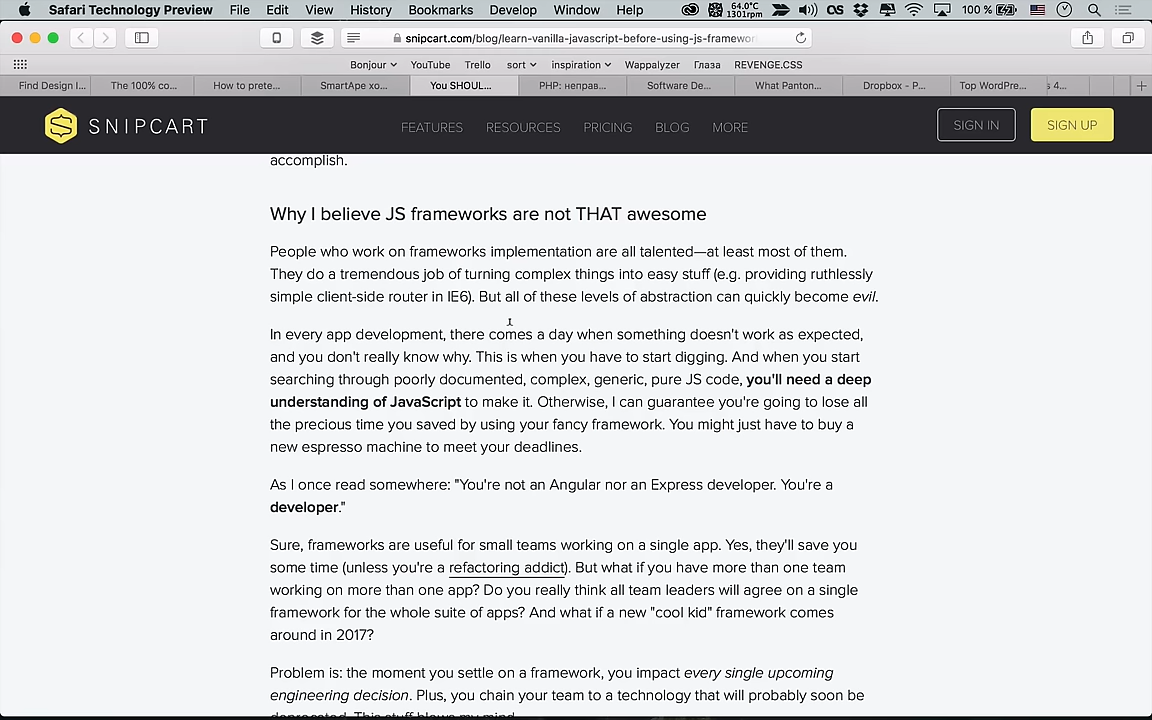 Safari Technology Preview File Edit View History Bookmarks Develop Window Help 64.0°C 1301rpm 100 %
snipcart.com/blog/learn-vanilla-javascript-before-using-js-framewor
Bonjour YouTube Trello sort inspiration Wappalyzer Глаза REVENGE.CSS
Find Design I... The 100% co... How to prete... SmartApe хо... You SHOUL... PHP: неправ... Software De... What Panton... Dropbox - P... Top WordPre... s 4...
SNIPCART FEATURES RESOURCES PRICING BLOG MORE SIGN IN SIGN UP
accomplish.
Why I believe JS frameworks are not THAT awesome
People who work on frameworks implementation are all talented—at least most of them.
They do a tremendous job of turning complex things into easy stuff (e.g. providing ruthlessly
simple client-side router in IE6). But all of these levels of abstraction can quickly become evil.
In every app development, there comes a day when something doesn't work as expected,
and you don't really know why. This is when you have to start digging. And when you start
searching through poorly documented, complex, generic, pure JS code, you'll need a deep
understanding of JavaScript to make it. Otherwise, I can guarantee you're going to lose all
the precious time you saved by using your fancy framework. You might just have to buy a
new espresso machine to meet your deadlines.
As I once read somewhere: "You're not an Angular nor an Express developer. You're a
developer."
Sure, frameworks are useful for small teams working on a single app. Yes, they'll save you
some time (unless you're a refactoring addict). But what if you have more than one team
working on more than one app? Do you really think all team leaders will agree on a single
framework for the whole suite of apps? And what if a new "cool kid" framework comes
around in 2017?
Problem is: the moment you settle on a framework, you impact every single upcoming
engineering decision. Plus, you chain your team to a technology that will probably soon be
deprecated. This stuff blows my mind.